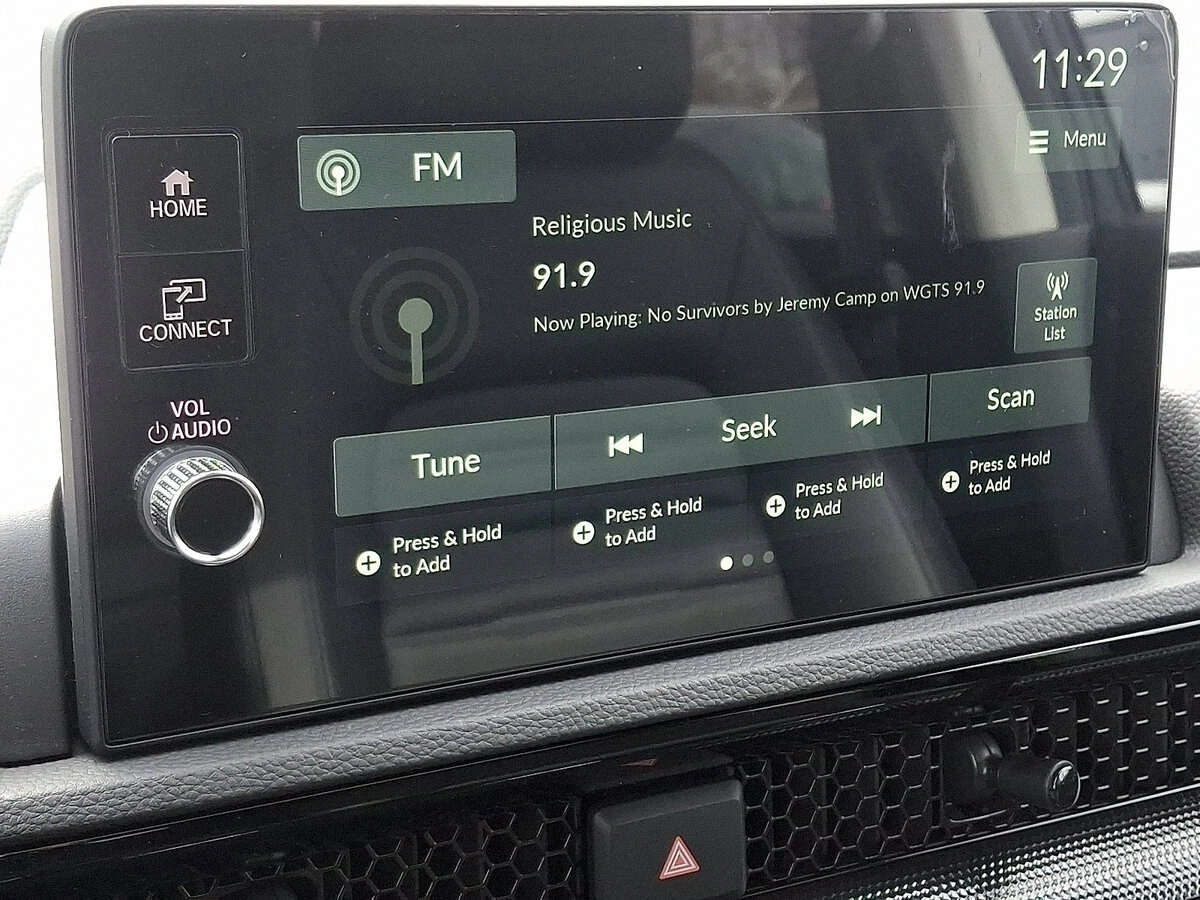 11:29
HOME
CONNECT
VOL
AUDIO
FM
Menu
Religious Music
91.9
Now Playing: No Survivors by Jeremy Camp on WGTS 91.9
Station
List
Tune
Seek
Scan
Press & Hold
to Add
Press & Hold
to Add
Press & Hold
to Add
Press & Hold
to Add